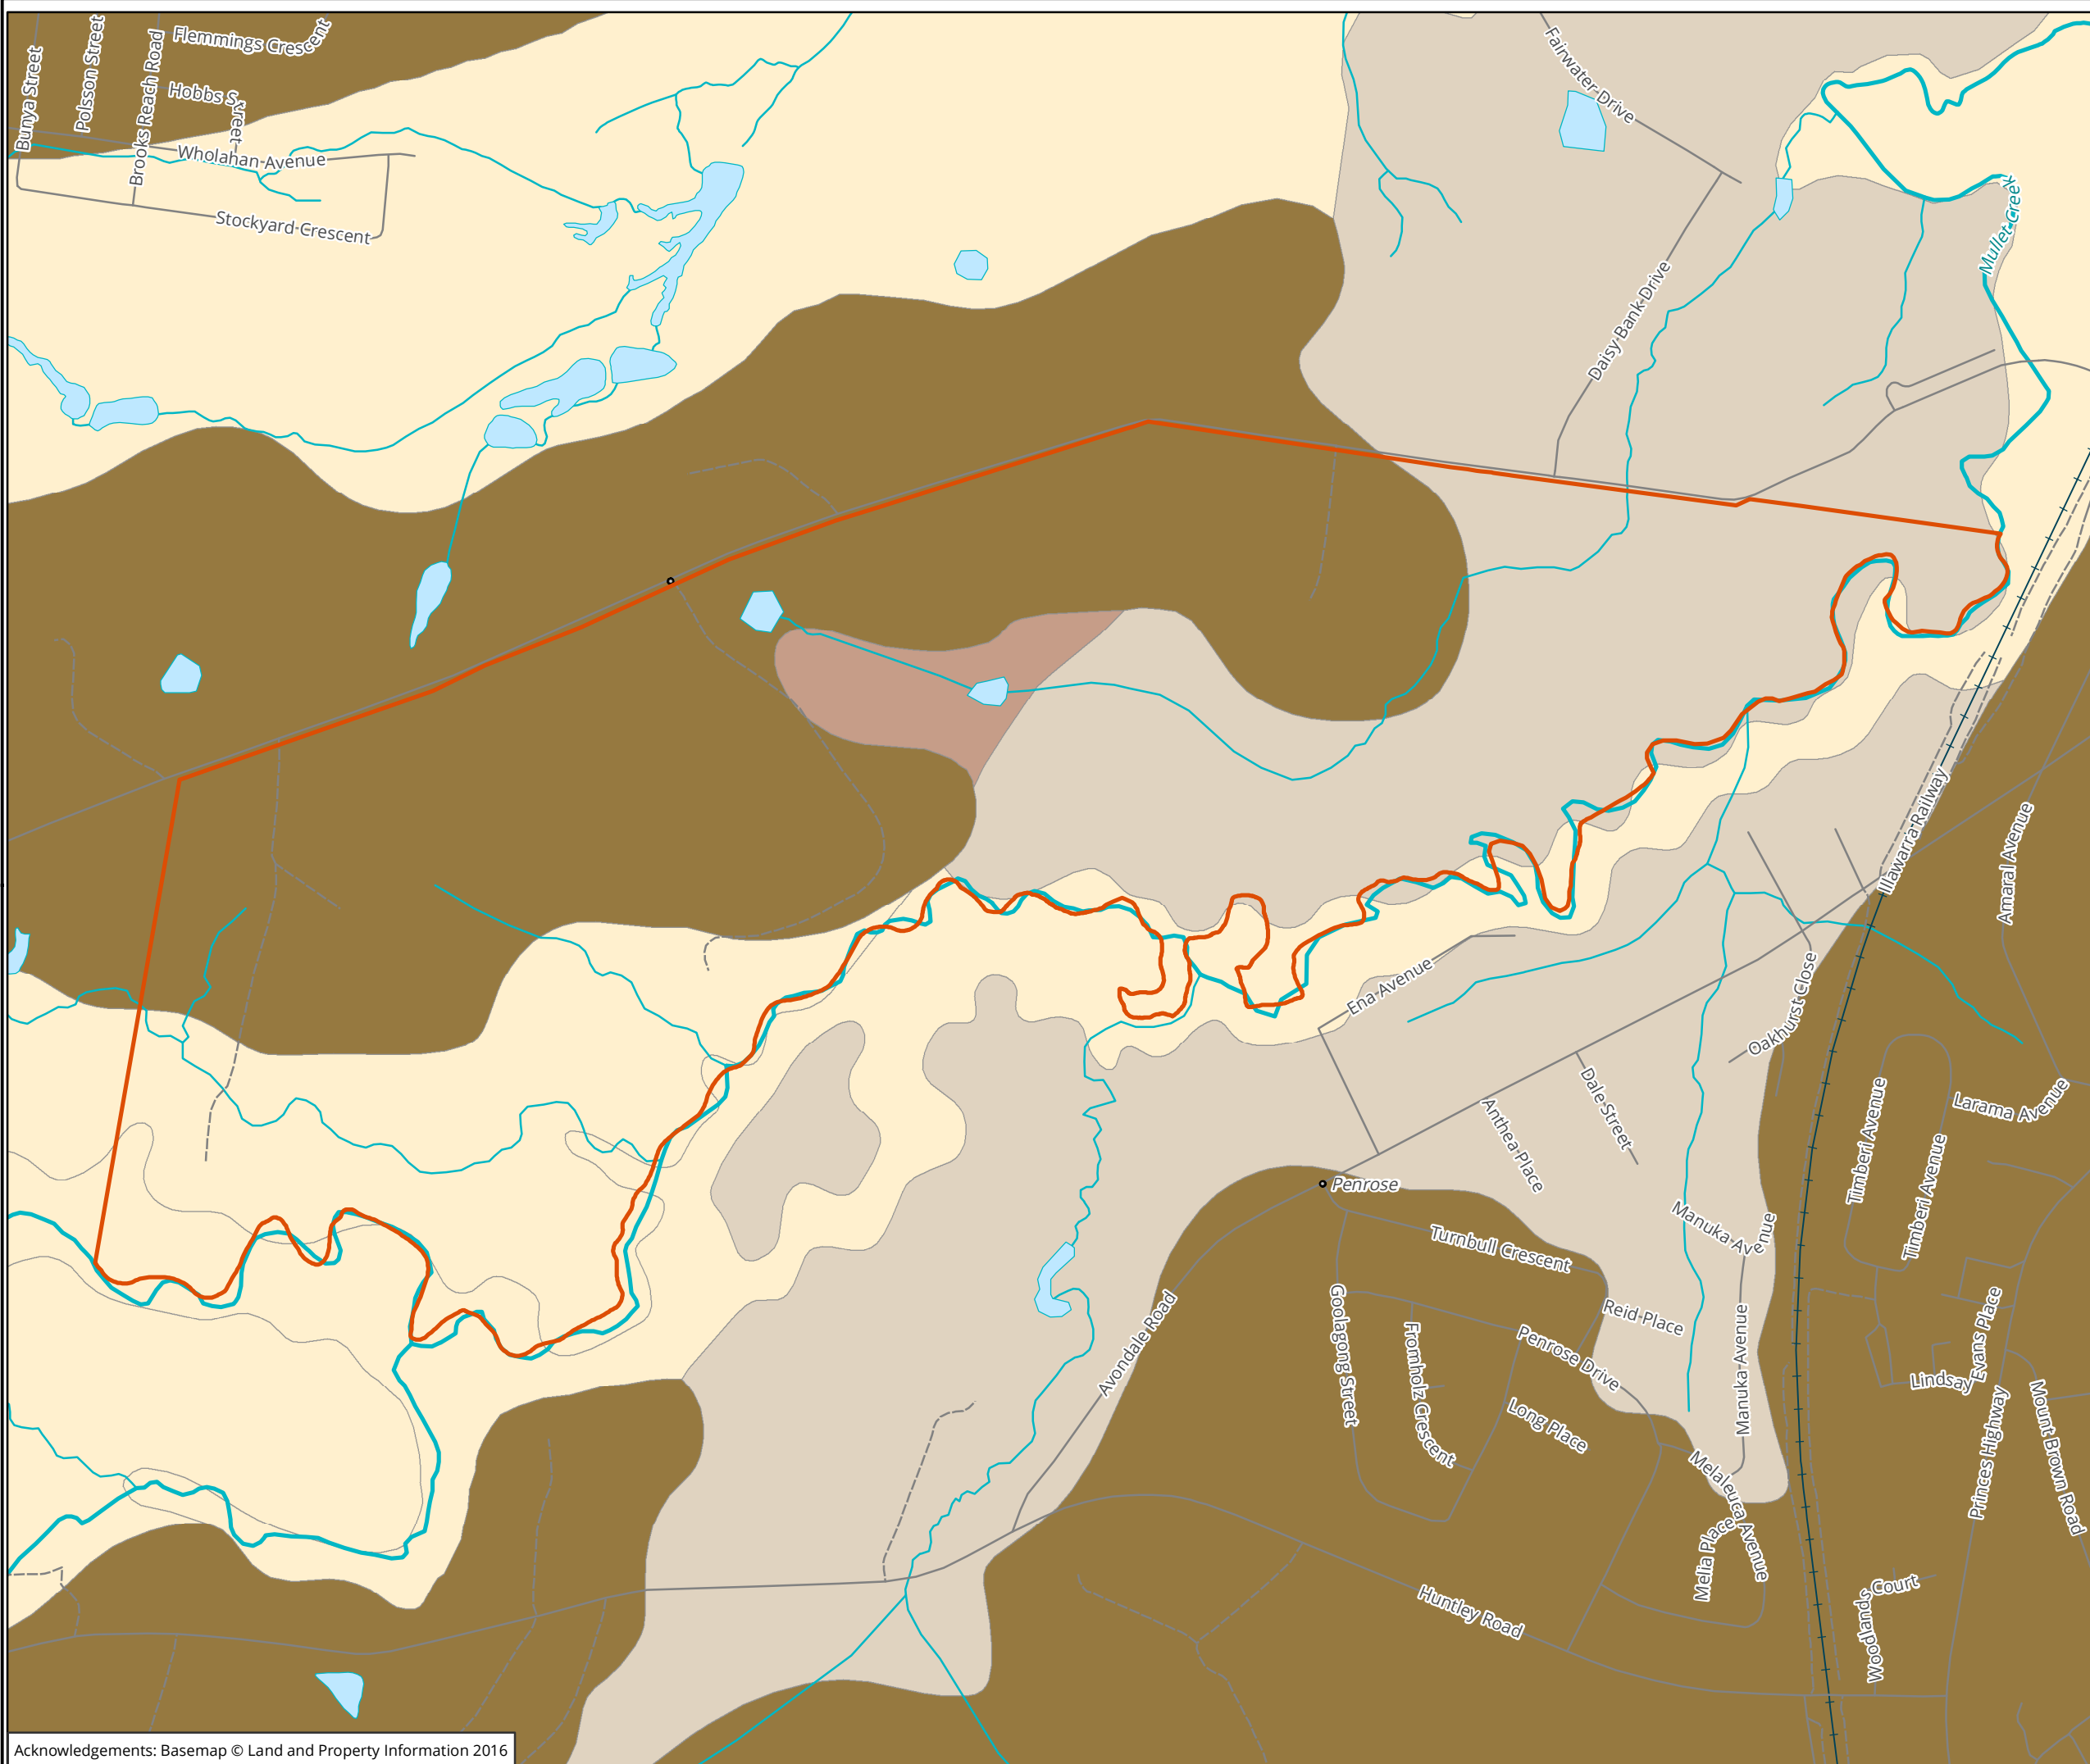 Flemmings Crescent
Bunya Street
Polsson Street
Brooks Reach Road
Hobbs Street
Wholahan Avenue
Stockyard Crescent
Fairwater Drive
Daisy Bank Drive
Mullet Creek
Illawarra Railway
Amaral Avenue
Ena Avenue
Oakhurst Close
Dale Street
Anthea Place
Larama Avenue
Timberi Avenue
Timberi Avenue
Penrose
Manuka Avenue
Turnbull Crescent
Reid Place
Goolagong Street
Fromholz Crescent
Penrose Drive
Long Place
Avondale Road
Manuka Avenue
Evans Place
Lindsay
Princes Highway
Mount Brown Road
Melaleuca Avenue
Melia Place
Huntley Road
Woodlands Court
Acknowledgements: Basemap © Land and Property Information 2016